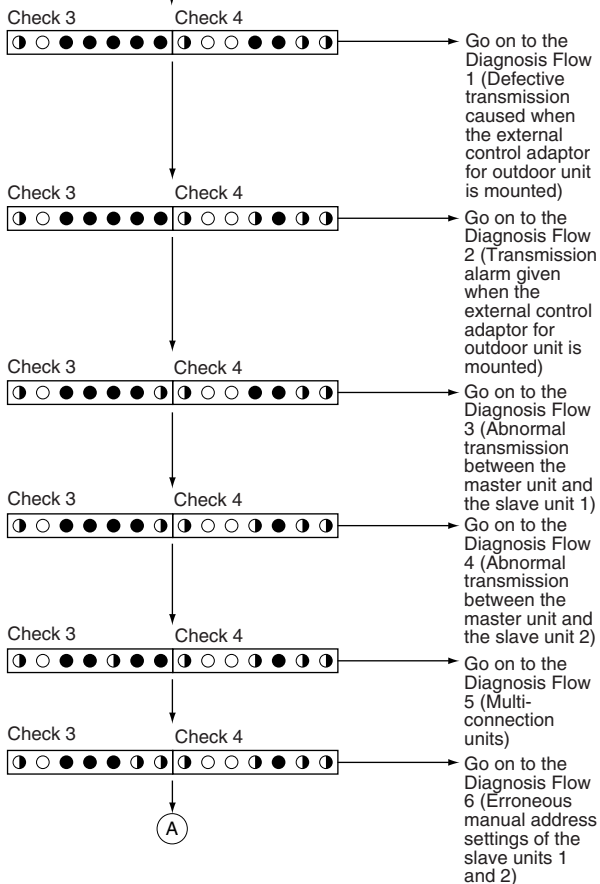 Check 3
Check 4
Go on to the
Diagnosis Flow
1 (Defective
transmission
caused when
the external
control adaptor
for outdoor unit
is mounted)
Check 3
Check 4
Go on to the
Diagnosis Flow
2 (Transmission
alarm given
when the
external control
adaptor for
outdoor unit is
mounted)
Check 3
Check 4
Go on to the
Diagnosis Flow
3 (Abnormal
transmission
between the
master unit and
the slave unit 1)
Check 3
Check 4
Go on to the
Diagnosis Flow
4 (Abnormal
transmission
between the
master unit and
the slave unit 2)
Check 3
Check 4
Go on to the
Diagnosis Flow
5 (Multi-
connection
units)
Check 3
Check 4
Go on to the
Diagnosis Flow
6 (Erroneous
manual address
settings of the
slave units 1
and 2)
A